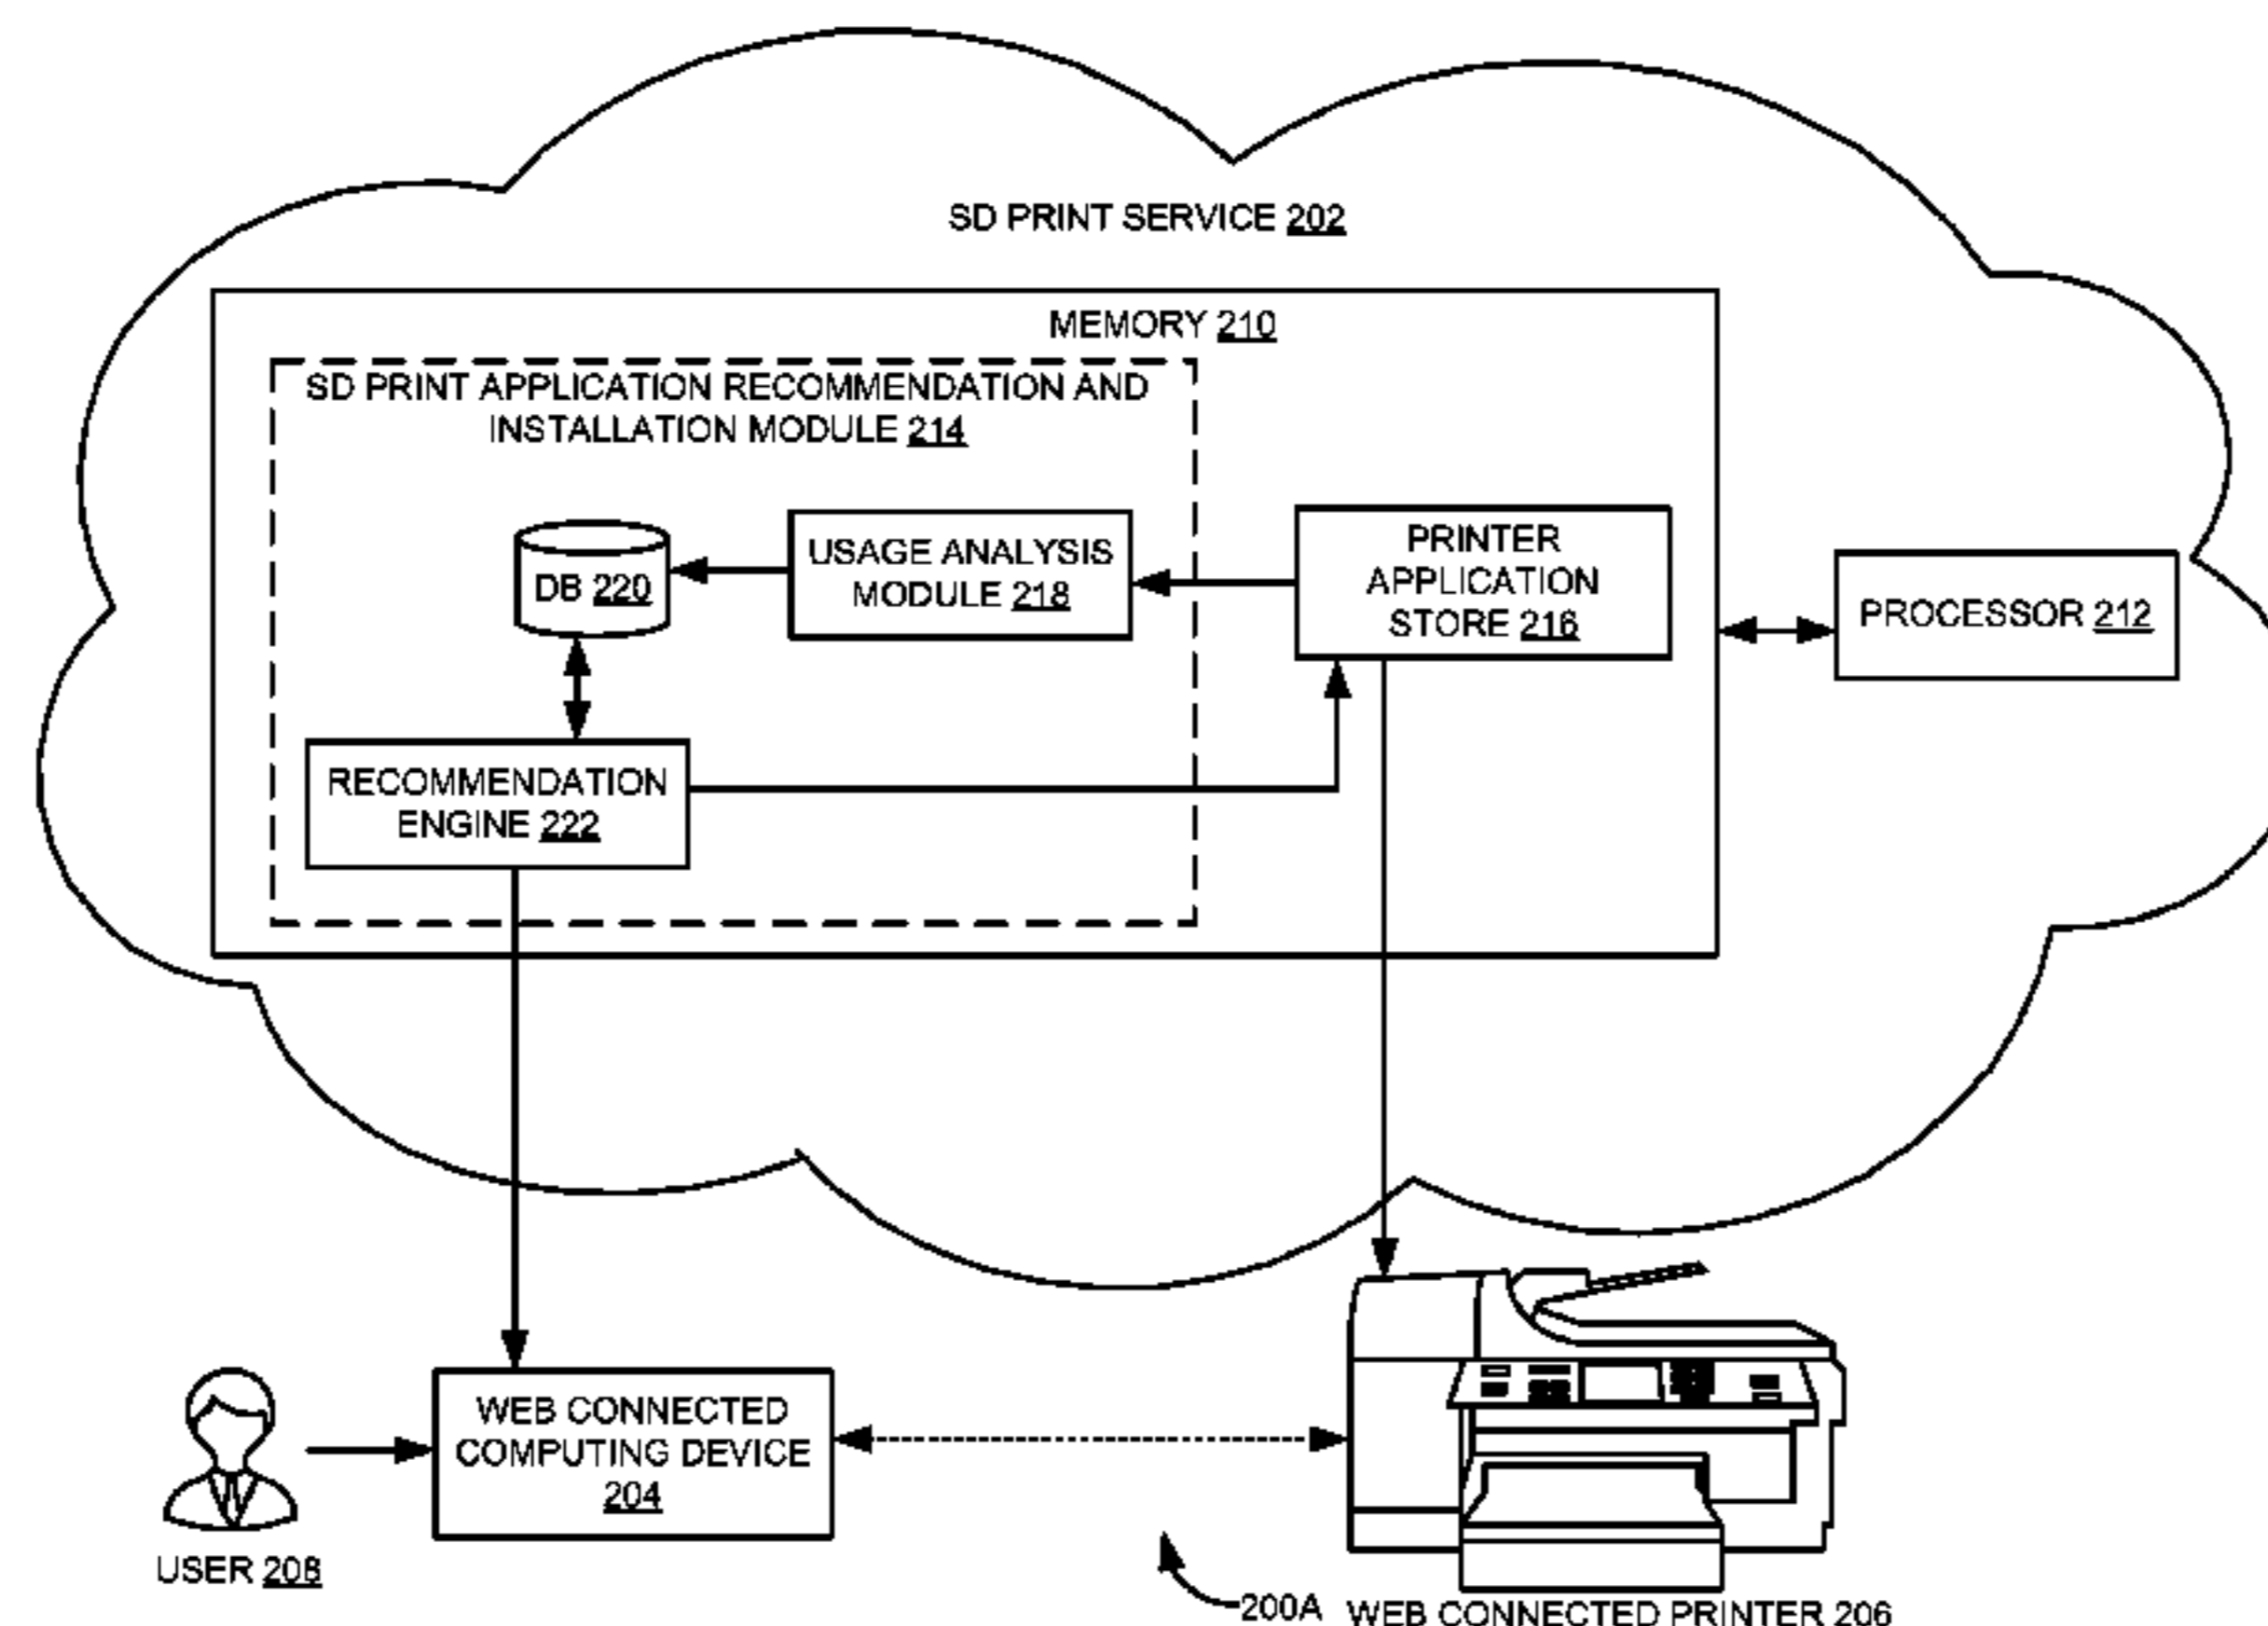 SD PRINT SERVICE 202
MEMORY 210
SD PRINT APPLICATION RECOMMENDATION AND
INSTALLATION MODULE 214
DB 220
USAGE ANALYSIS
MODULE 218
PRINTER
APPLICATION
STORE 216
PROCESSOR 212
RECOMMENDATION
ENGINE 222
WEB CONNECTED
COMPUTING DEVICE
204
USER 208
200A
WEB CONNECTED PRINTER 206